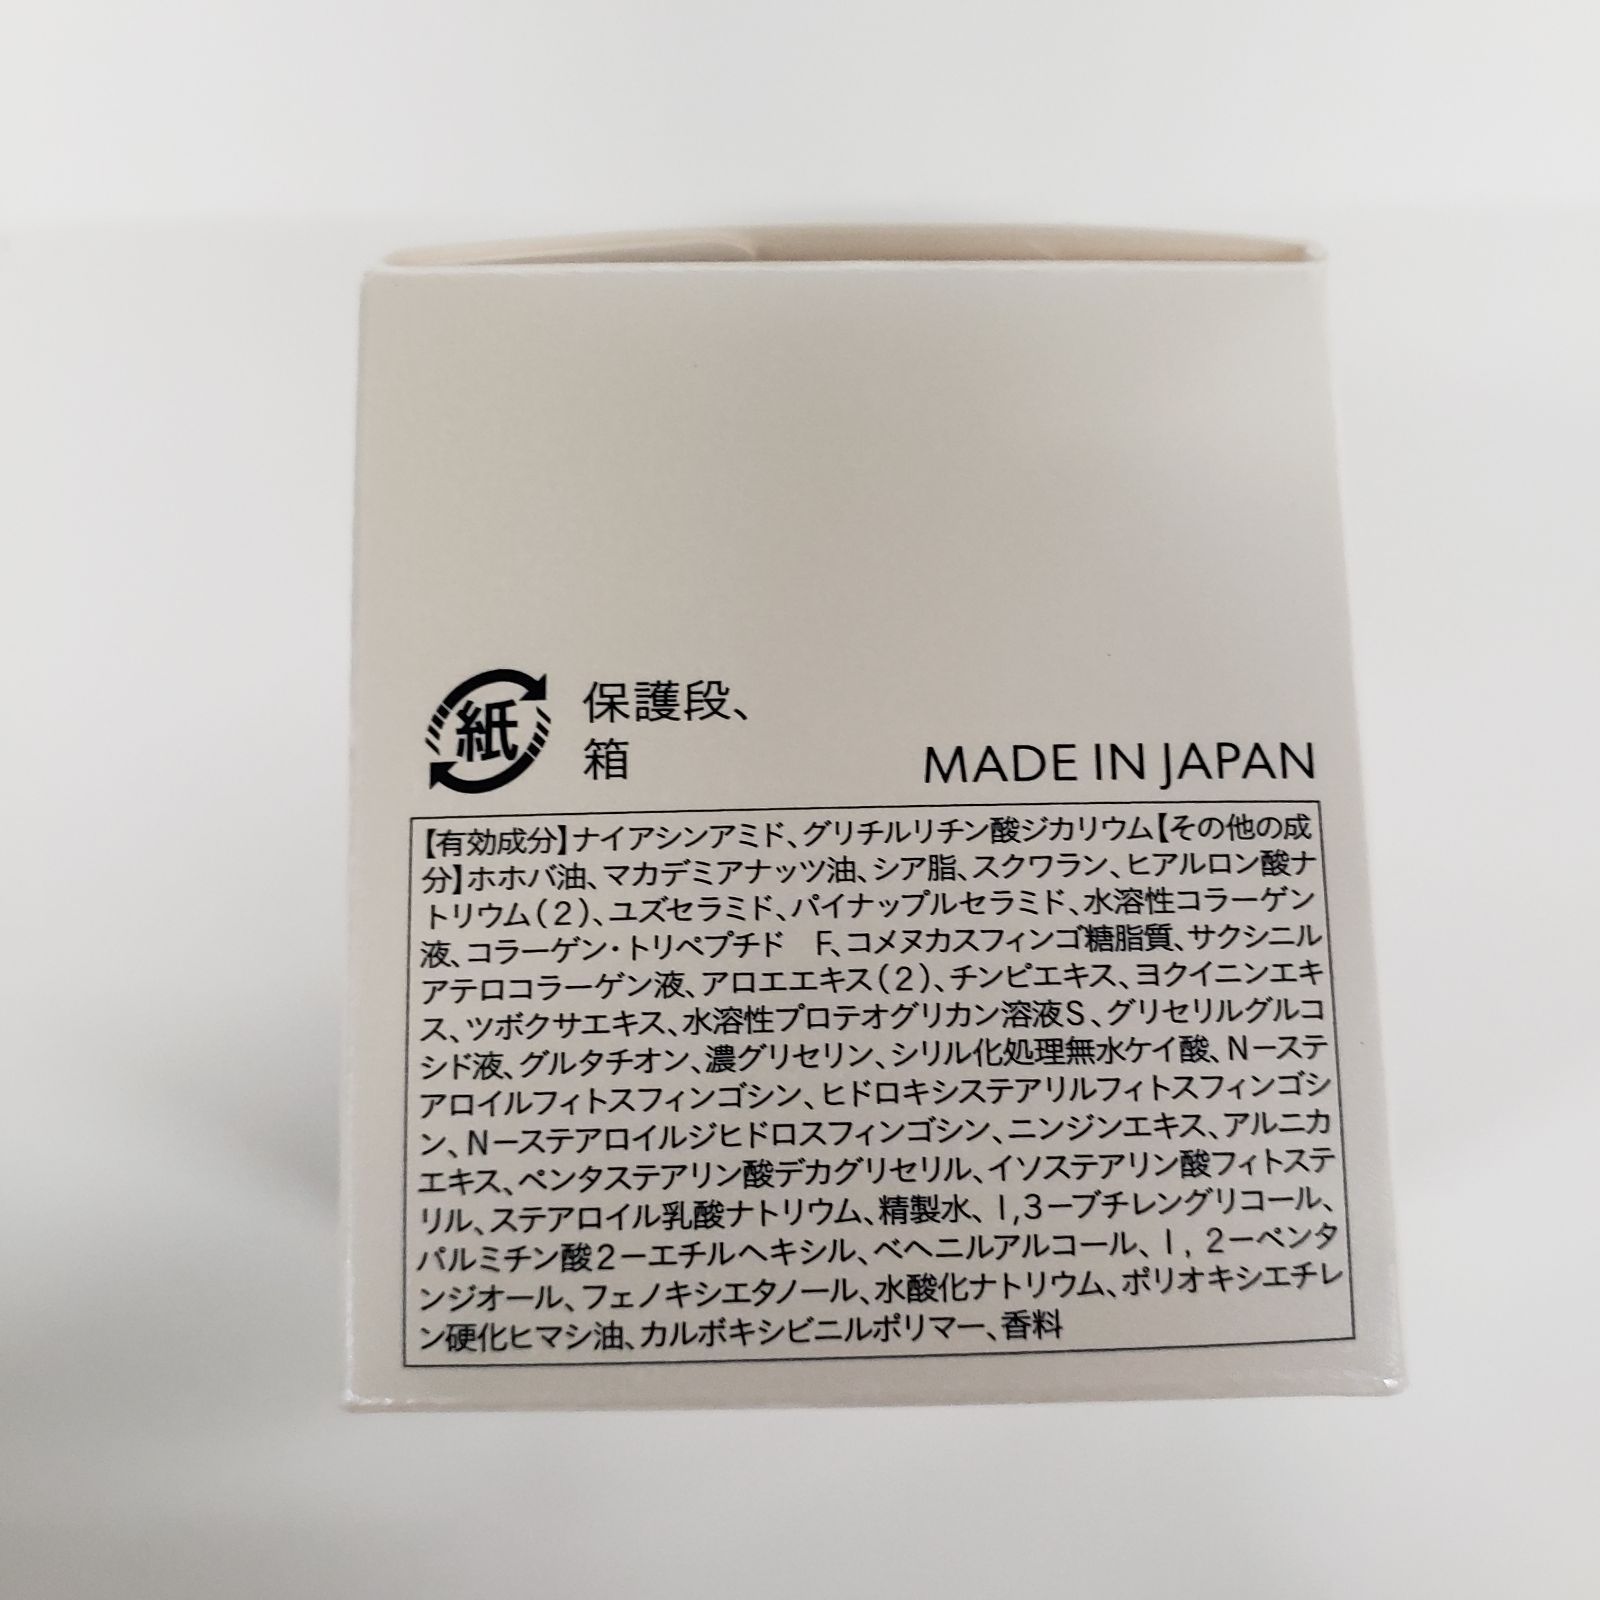 紙
保護段、
箱
MADE IN JAPAN
【有効成分】ナイアシンアミド、グリチルリチン酸ジカリウム【その他の成
分】ホホバ油、マカデミアナッツ油、シア脂、スクワラン、ヒアルロン酸ナ
トリウム（2）、ユズセラミド、パイナップルセラミド、水溶性コラーゲン
液、コラーゲン・トリペプチド　F、コメヌカスフィンゴ糖脂質、サクシニル
アテロコラーゲン液、アロエエキス（2）、チンピエキス、ヨクイニンエキ
ス、ツボクサエキス、水溶性プロテオグリカン溶液S、グリセリルグルコ
シド液、グルタチオン、濃グリセリン、シリル化処理無水ケイ酸、N－ステ
アロイルフィトスフィンゴシン、ヒドロキシステアリルフィトスフィンゴシ
ン、N－ステアロイルジヒドロスフィンゴシン、ニンジンエキス、アルニカ
エキス、ペンタステアリン酸デカグリセリル、イソステアリン酸フィトステ
リル、ステアロイル乳酸ナトリウム、精製水、1,3－ブチレングリコール、
パルミチン酸2－エチルヘキシル、ベヘニルアルコール、1，2－ペンタ
ンジオール、フェノキシエタノール、水酸化ナトリウム、ポリオキシエチレ
ン硬化ヒマシ油、カルボキシビニルポリマー、香料